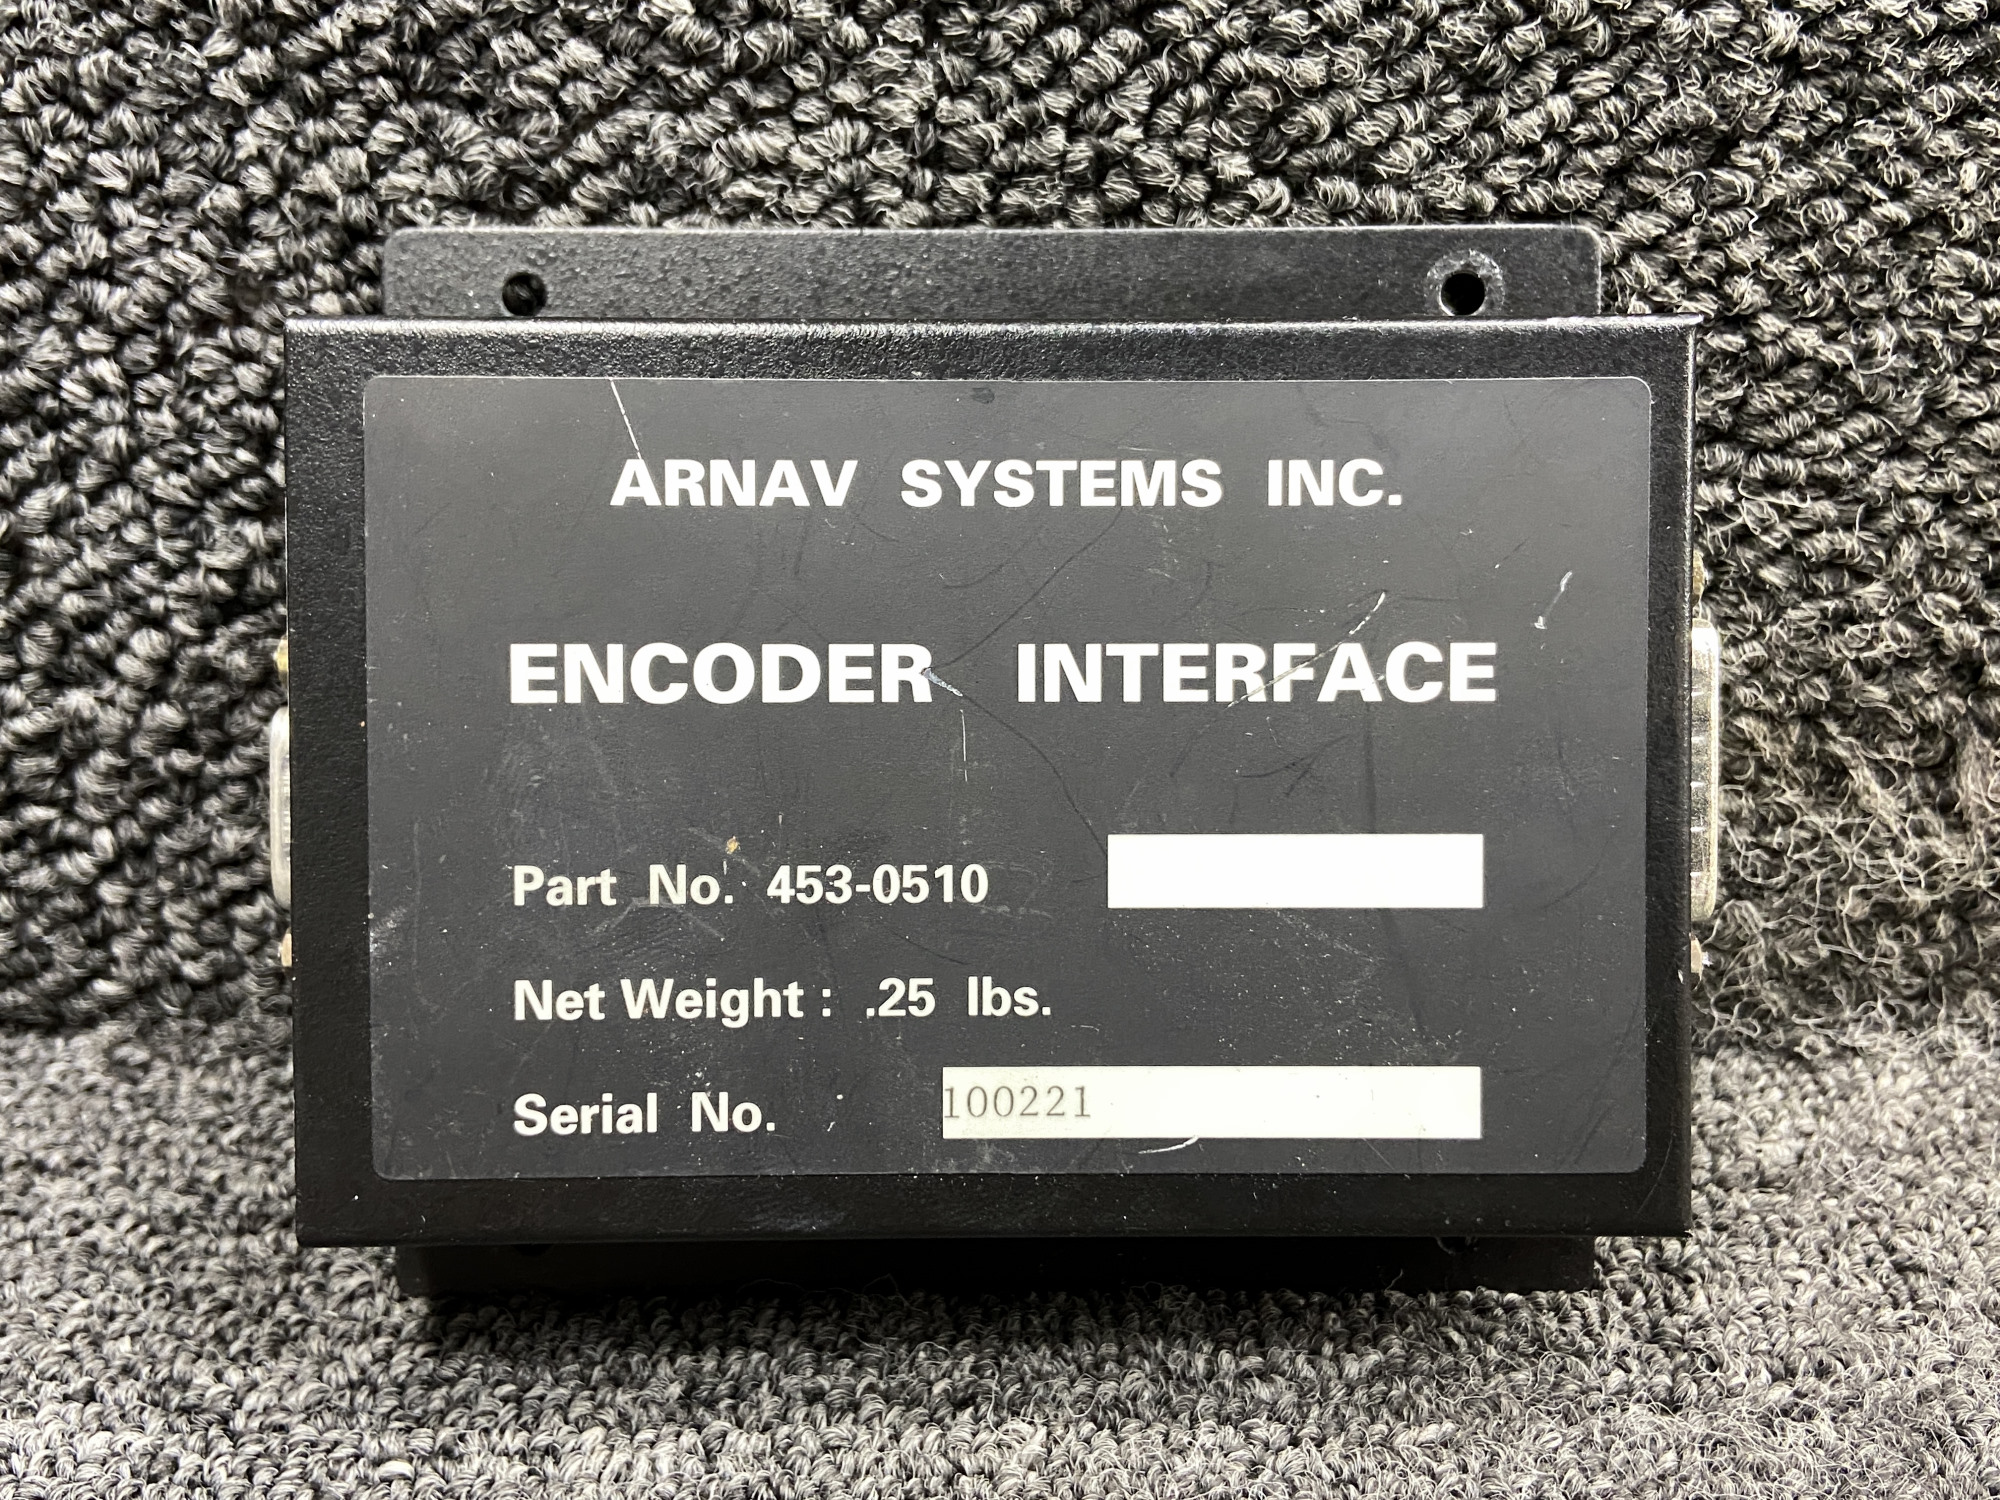 ARNAV SYSTEMS INC.
ENCODER INTERFACE
Part No. 453-0510
Net Weight : .25 lbs.
Serial No. 100221